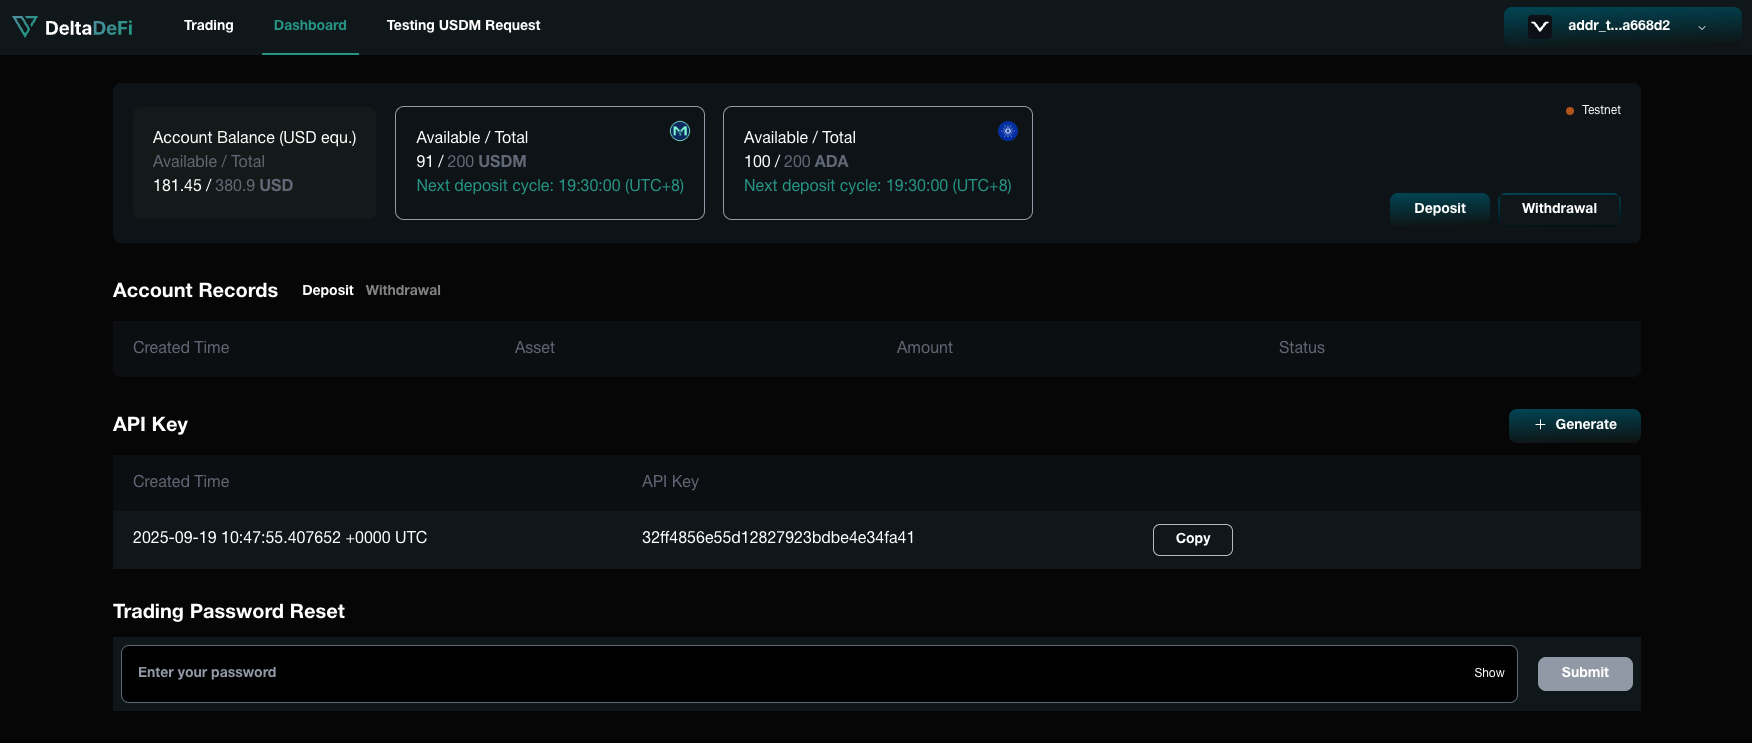 DeltaDeFi Trading Dashboard Testing USDM Request addr_t...a668d2
Testnet
Account Balance (USD equ.)
Available / Total
181.45 / 380.9 USD
Available / Total
91 / 200 USDM
Next deposit cycle: 19:30:00 (UTC+8)
Available / Total
100 / 200 ADA
Next deposit cycle: 19:30:00 (UTC+8)
Deposit Withdrawal
Account Records Deposit Withdrawal
Created Time Asset Amount Status
API Key + Generate
Created Time API Key
2025-09-19 10:47:55.407652 +0000 UTC 32ff4856e55d12827923bdbe4e34fa41 Copy
Trading Password Reset
Enter your password Show Submit